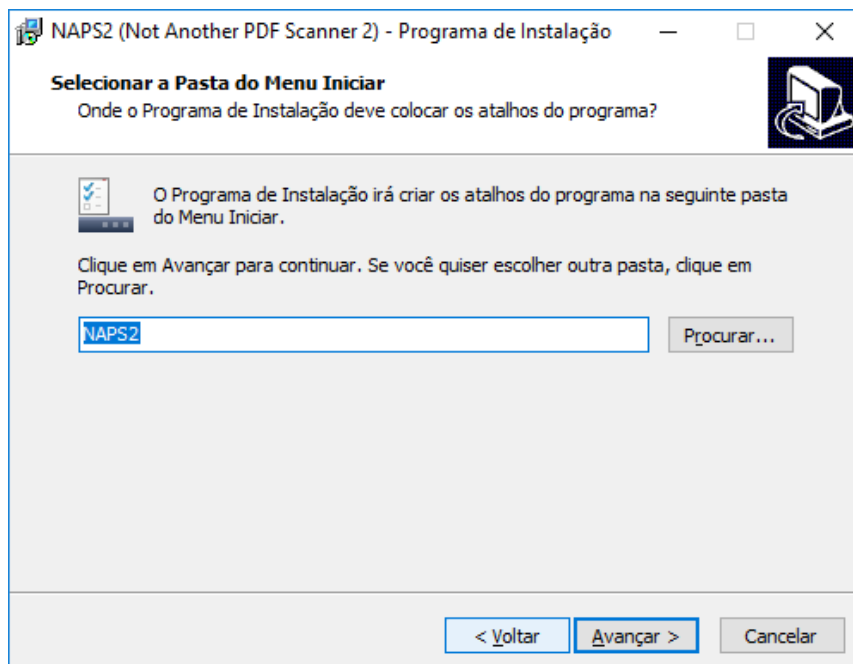 NAPS2 (Not Another PDF Scanner 2) - Programa de Instalação
Selecionar a Pasta do Menu Iniciar
Onde o Programa de Instalação deve colocar os atalhos do programa?
O Programa de Instalação irá criar os atalhos do programa na seguinte pasta
do Menu Iniciar.
Clique em Avançar para continuar. Se você quiser escolher outra pasta, clique em
Procurar.
NAPS2
Procurar...
< Voltar
Avançar >
Cancelar